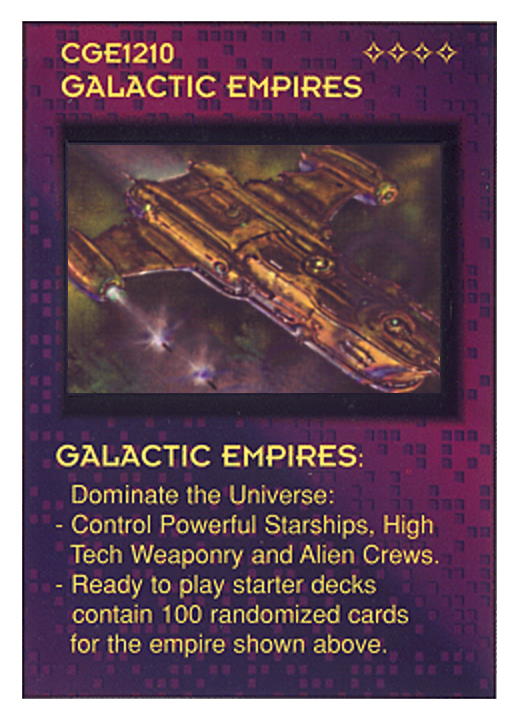 CGE1210
GALACTIC EMPIRES
GALACTIC EMPIRES:
Dominate the Universe:
- Control Powerful Starships, High
Tech Weaponry and Alien Crews.
- Ready to play starter decks
contain 100 randomized cards
for the empire shown above.